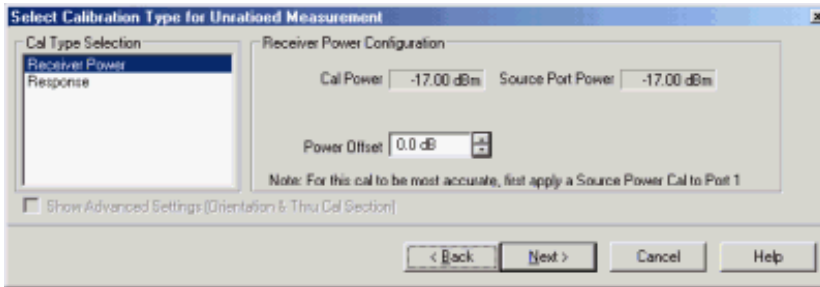 Select Calibration Type for Unratioed Measurement
Cal Type Selection
Receiver Power
Response
Receiver Power Configuration
Cal Power -17.00 dBm Source Port Power -17.00 dBm
Power Offset 0.0 dB
Note: For this cal to be most accurate, first apply a Source Power Cal to Port 1
Show Advanced Settings (Orientation & Thru Cal Section)
< Back Next > Cancel Help